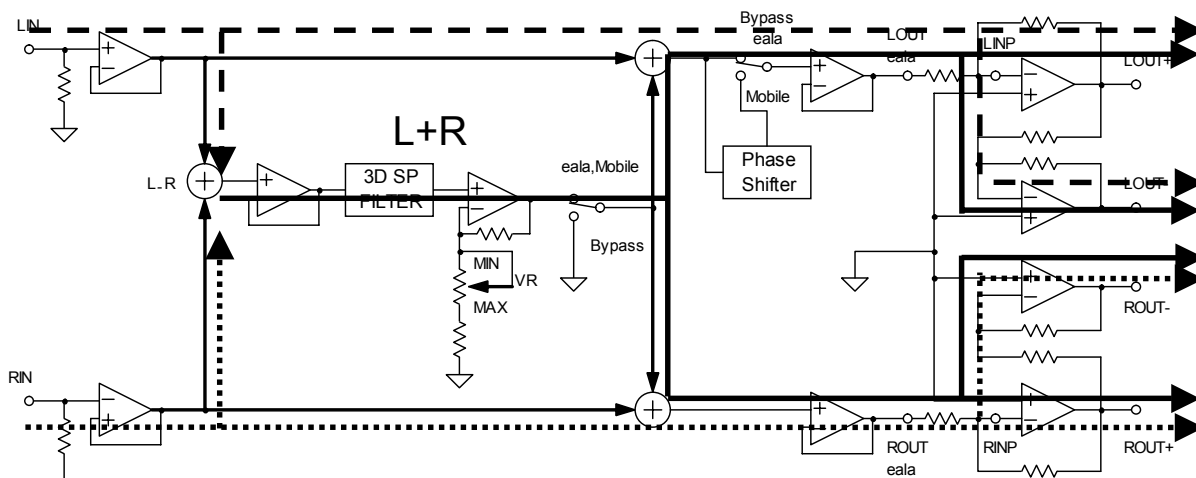 LIN
Bypass
eala
LOUT
eala
LINP
LOUT+
Mobile
L+R
Phase
Shifter
eala,Mobile
3D SP
FILTER
L-R
LOUT-
Bypass
MIN
VR
MAX
ROUT-
RIN
ROUT
eala
RINP
ROUT+